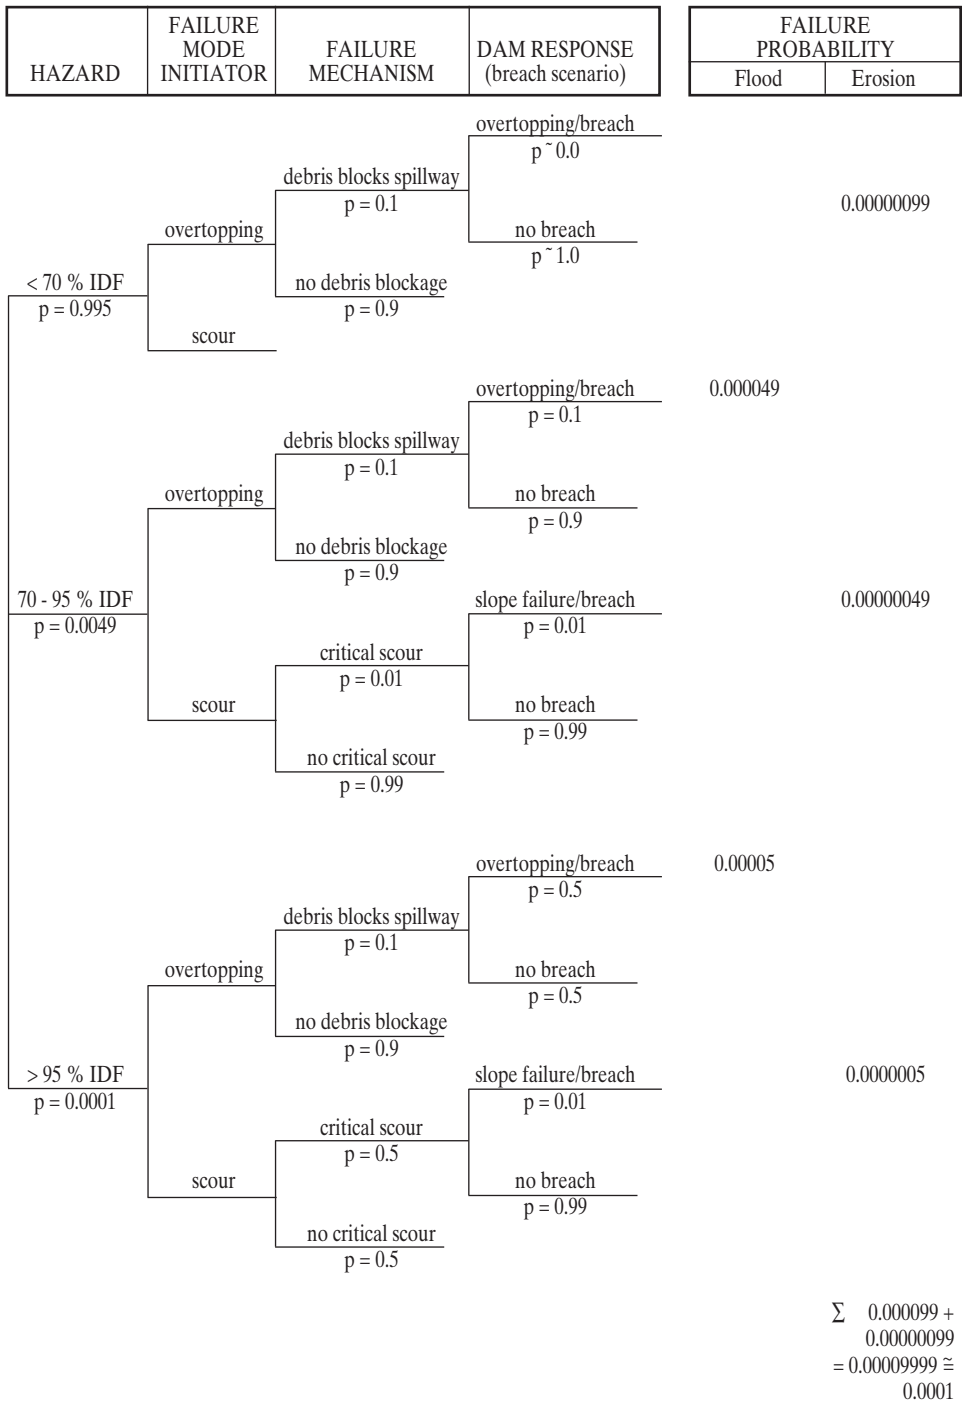 HAZARD
FAILURE
MODE
INITIATOR
FAILURE
MECHANISM
DAM RESPONSE
(breach scenario)
FAILURE
PROBABILITY
Flood
Erosion
overtopping/breach
p ˜ 0.0
debris blocks spillway
p = 0.1
0.00000099
overtopping
no breach
p ˜ 1.0
< 70 % IDF
p = 0.995
no debris blockage
p = 0.9
scour
overtopping/breach
p = 0.1
0.000049
debris blocks spillway
p = 0.1
overtopping
no breach
p = 0.9
no debris blockage
p = 0.9
70 - 95 % IDF
p = 0.0049
slope failure/breach
p = 0.01
0.00000049
critical scour
p = 0.01
scour
no breach
p = 0.99
no critical scour
p = 0.99
overtopping/breach
p = 0.5
0.00005
debris blocks spillway
p = 0.1
overtopping
no breach
p = 0.5
no debris blockage
p = 0.9
> 95 % IDF
p = 0.0001
slope failure/breach
p = 0.01
0.0000005
critical scour
p = 0.5
scour
no breach
p = 0.99
no critical scour
p = 0.5
∑ 0.000099 +
0.00000099
= 0.00009999 ≅
0.0001